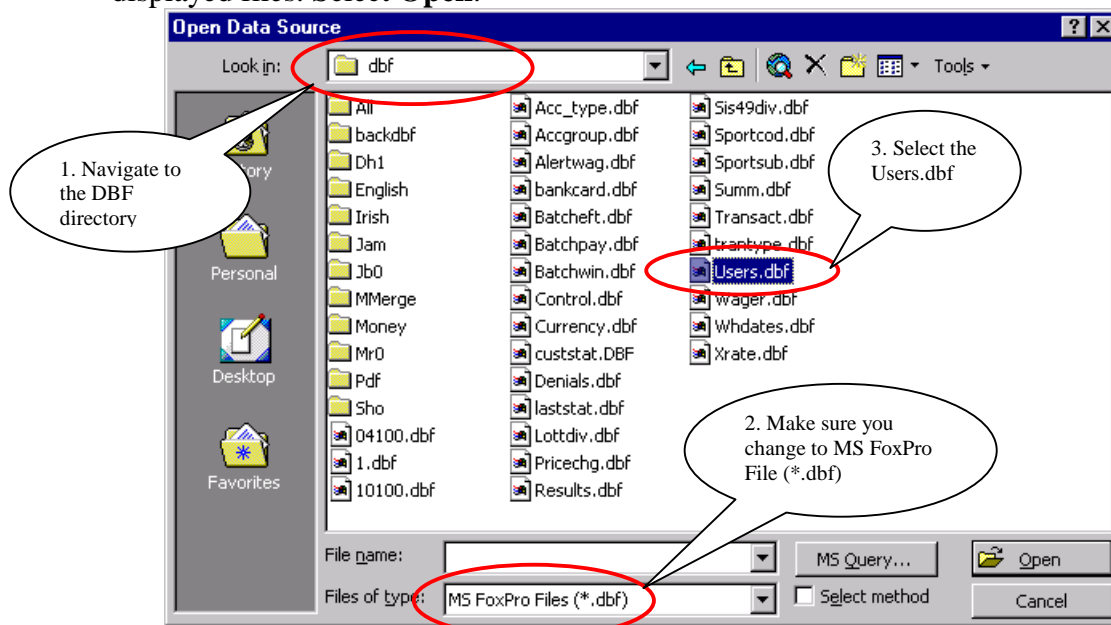 displayed files. Select Open.
Open Data Source
Look in:
dbf
Tools
1. Navigate to
the DBF
directory
ory
Personal
Desktop
Favorites
All
backdbf
Dh1
English
Irish
Jam
Jb0
MMerge
Money
Mr0
Pdf
Sho
04100.dbf
1.dbf
10100.dbf
Acc_type.dbf
Accgroup.dbf
Alertwag.dbf
bankcard.dbf
Batcheft.dbf
Batchpay.dbf
Batchwin.dbf
Control.dbf
Currency.dbf
custstat.DBF
Denials.dbf
laststat.dbf
Lottdiv.dbf
Pricechg.dbf
Results.dbf
Sis49div.dbf
Sportcod.dbf
Sportsub.dbf
Summ.dbf
Transact.dbf
trantype.dbf
Users.dbf
Wager.dbf
Whdates.dbf
Xrate.dbf
3. Select the
Users.dbf
2. Make sure you
change to MS FoxPro
File (*.dbf)
File name:
MS Query...
Open
Files of type:
MS FoxPro Files (*.dbf)
Select method
Cancel